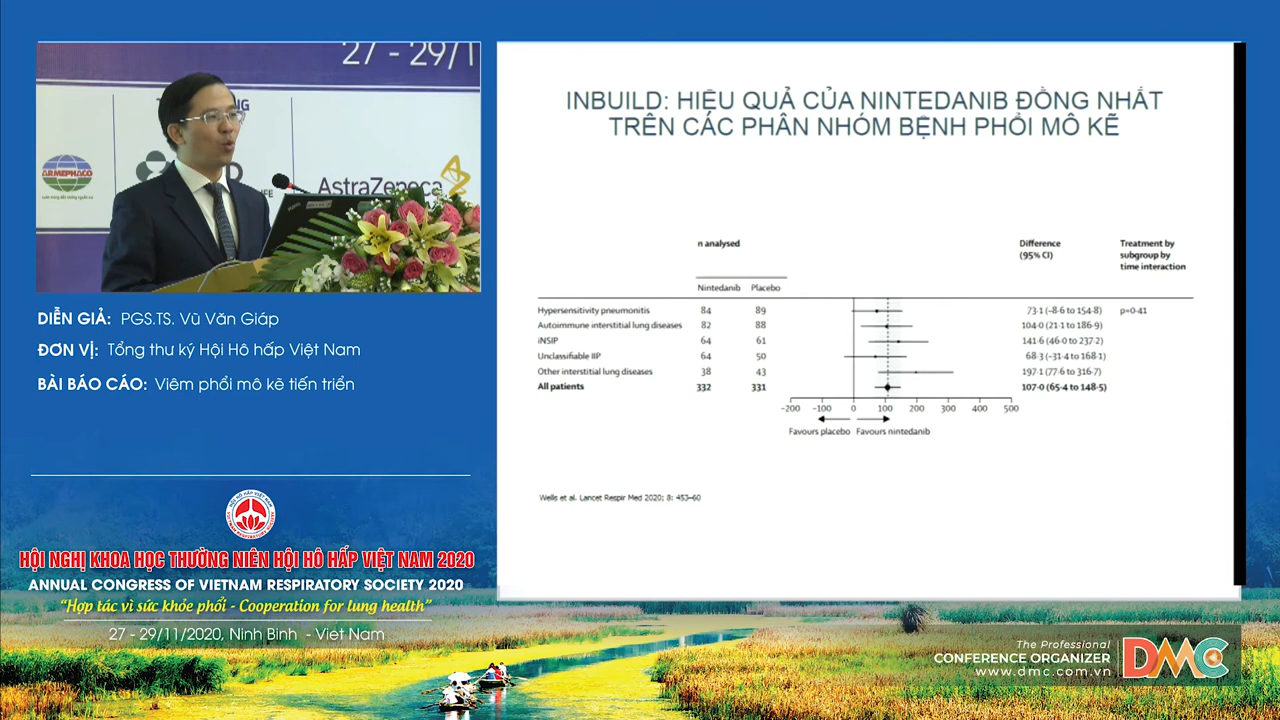 27 - 29/1
NG
ARMEPHACO
AstraZeneca
DIỄN GIẢ: PGS.TS. Vũ Văn Giáp
ĐƠN VỊ: Tổng thư ký Hội Hô hấp Việt Nam
BÀI BÁO CÁO: Viêm phổi mô kẽ tiến triển
HỘI NGHỊ KHOA HỌC THƯỜNG NIÊN HỘI HÔ HẤP VIỆT NAM 2020
ANNUAL CONGRESS OF VIETNAM RESPIRATORY SOCIETY 2020
“Hợp tác vì sức khỏe phổi - Cooperation for lung health”
27 - 29/11/2020, Ninh Bình - Việt Nam
INBUILD: HIỆU QUẢ CỦA NINTEDANIB ĐỒNG NHẤT
TRÊN CÁC PHÂN NHÓM BỆNH PHỔI MÔ KẼ
n analysed Difference (95% CI) Treatment by subgroup by time interaction
Nintedanib Placebo
Hypersensitivity pneumonitis 84 89 73·1 (–8·6 to 154·8) p=0·41
Autoimmune interstitial lung diseases 82 88 104·0 (21·1 to 186·9)
iNSIP 64 61 141·6 (46·0 to 237·2)
Unclassifiable IIP 64 50 68·3 (–31·4 to 168·1)
Other interstitial lung diseases 38 43 197·1 (77·6 to 316·7)
All patients 332 331 107·0 (65·4 to 148·5)
–200 –100 0 100 200 300 400 500
Favours placebo Favours nintedanib
Wells et al. Lancet Respir Med 2020; 8: 453–60
The Professional
CONFERENCE ORGANIZER
www.dmc.com.vn
DMC